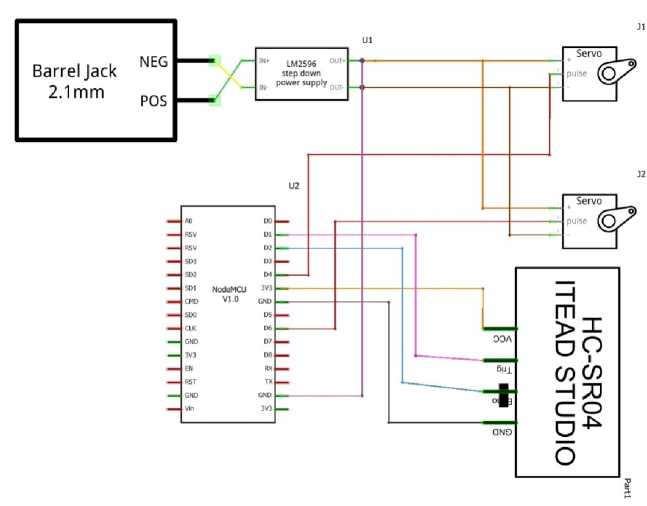 Barrel Jack
2.1mm
NEG
POS
U1
IN+
IN-
LM2596
step down
power supply
OUT+
OUT-
J1
Servo
+
pulse
-
J2
Servo
+
pulse
-
U2
NodeMCU
V1.0
A0
RSV
RSV
SD3
SD2
SD1
CMD
SD0
CLK
GND
3V3
EN
RST
GND
Vin
D0
D1
D2
D3
D4
3V3
GND
D5
D6
D7
D8
RX
TX
GND
3V3
VCC
Trig
GND
HC-SR04
ITEAD STUDIO
Part1